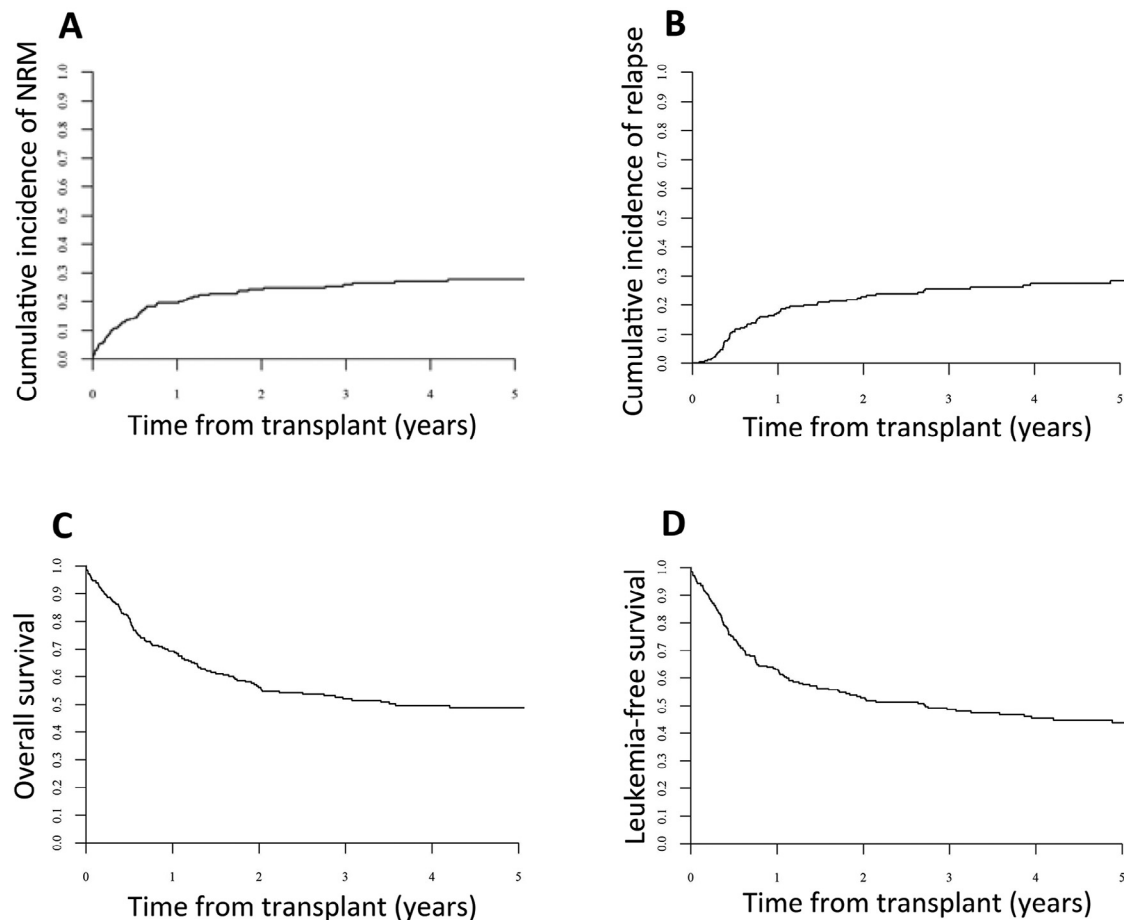 A
Cumulative incidence of NRM
0.0 0.1 0.2 0.3 0.4 0.5 0.6 0.7 0.8 0.9 1.0
0 1 2 3 4 5
Time from transplant (years)
B
Cumulative incidence of relapse
0.0 0.1 0.2 0.3 0.4 0.5 0.6 0.7 0.8 0.9 1.0
0 1 2 3 4 5
Time from transplant (years)
C
Overall survival
0.0 0.1 0.2 0.3 0.4 0.5 0.6 0.7 0.8 0.9 1.0
0 1 2 3 4 5
Time from transplant (years)
D
Leukemia-free survival
0.0 0.1 0.2 0.3 0.4 0.5 0.6 0.7 0.8 0.9 1.0
0 1 2 3 4 5
Time from transplant (years)